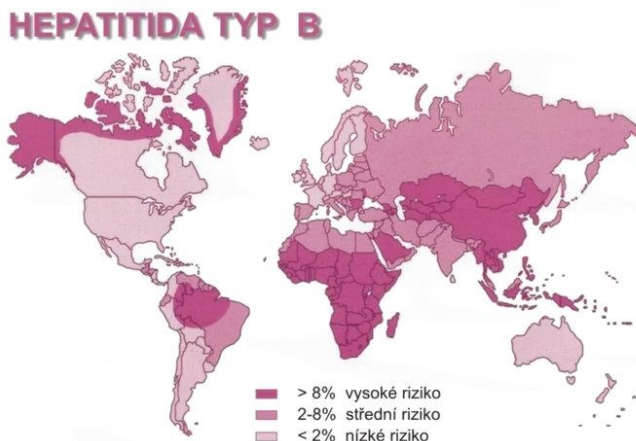 HEPATITIDA TYP B
> 8% vysoké riziko
2-8% střední riziko
< 2% nízké riziko